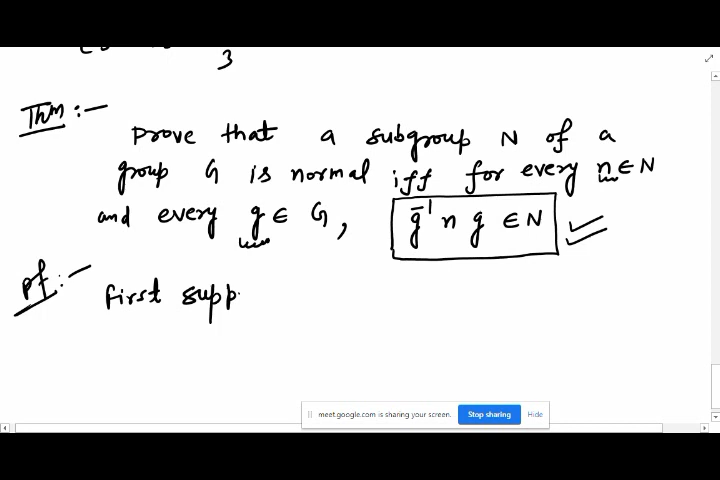 3
Thm :-
Prove that a subgroup N of a
group G is normal iff for every n ∈ N
and every g ∈ G, g⁻¹ n g ∈ N
Pf :-
First supp
meet.google.com is sharing your screen. Stop sharing Hide